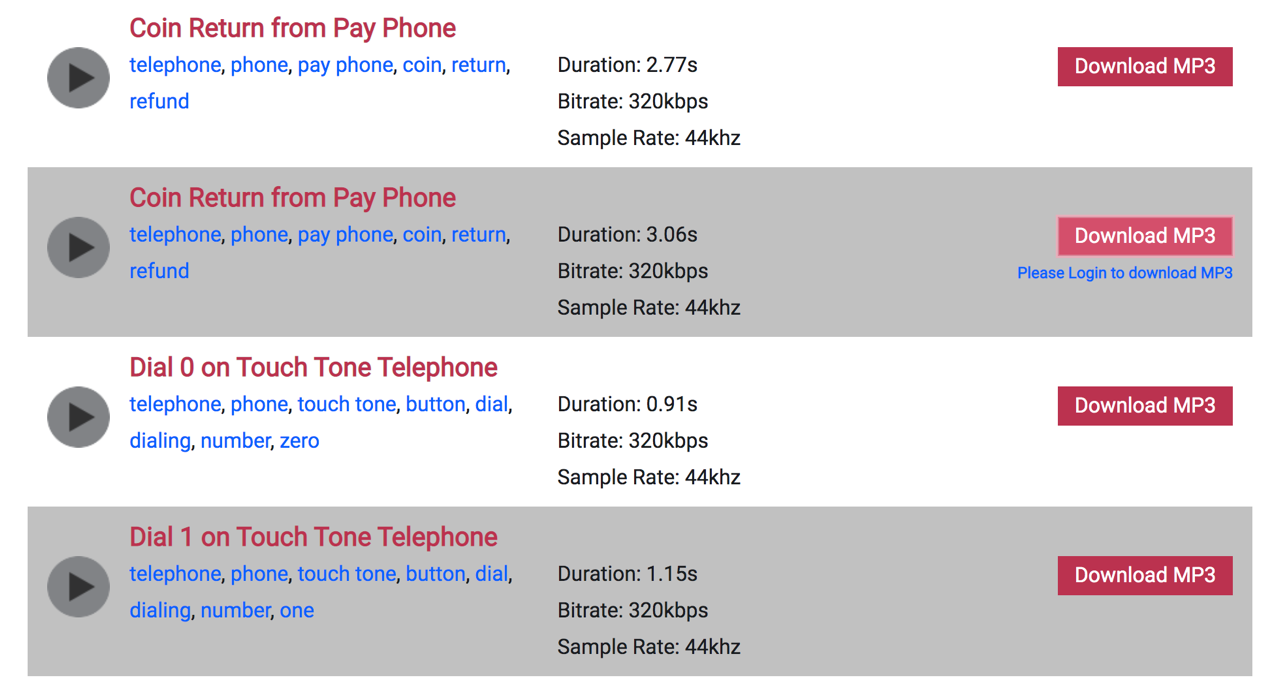 Coin Return from Pay Phone
telephone, phone, pay phone, coin, return,
refund
Duration: 2.77s
Bitrate: 320kbps
Sample Rate: 44khz
Download MP3
Coin Return from Pay Phone
telephone, phone, pay phone, coin, return,
refund
Duration: 3.06s
Bitrate: 320kbps
Sample Rate: 44khz
Download MP3
Please Login to download MP3
Dial 0 on Touch Tone Telephone
telephone, phone, touch tone, button, dial,
dialing, number, zero
Duration: 0.91s
Bitrate: 320kbps
Sample Rate: 44khz
Download MP3
Dial 1 on Touch Tone Telephone
telephone, phone, touch tone, button, dial,
dialing, number, one
Duration: 1.15s
Bitrate: 320kbps
Sample Rate: 44khz
Download MP3